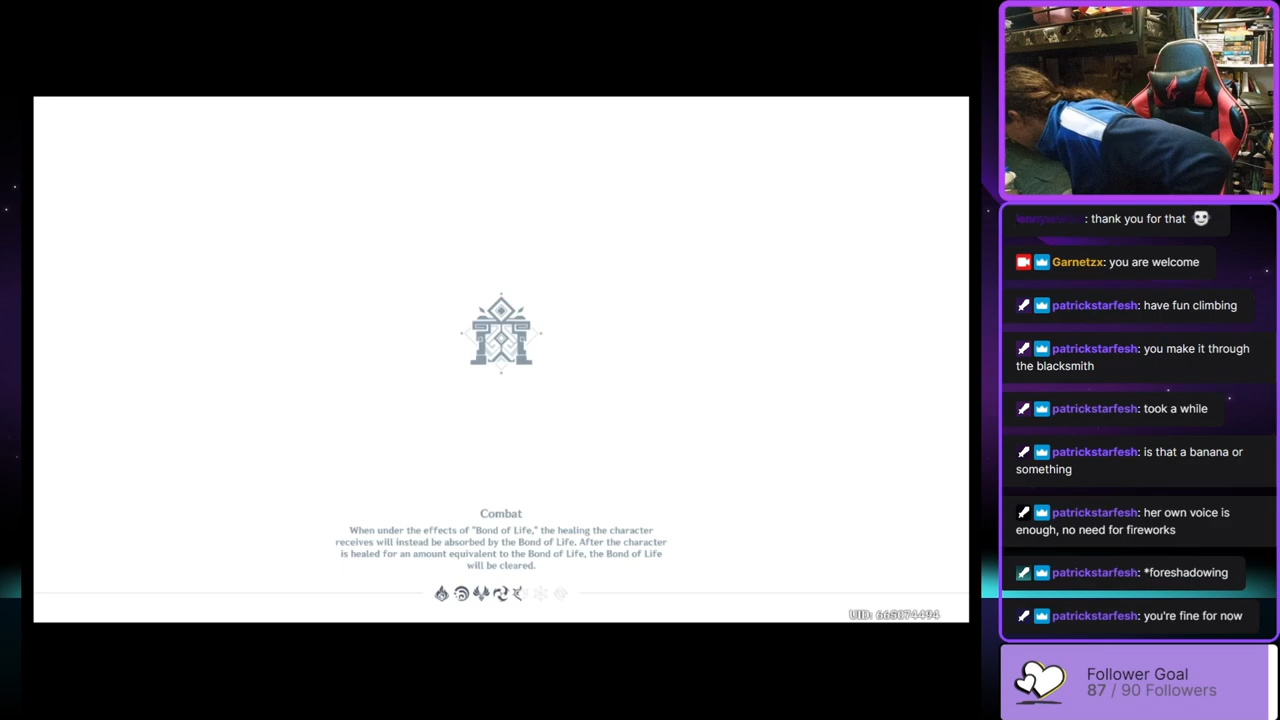 : thank you for that
Garnetzx: you are welcome
patrickstarfesh: have fun climbing
patrickstarfesh: you make it through
the blacksmith
patrickstarfesh: took a while
patrickstarfesh: is that a banana or
something
patrickstarfesh: her own voice is
enough, no need for fireworks
patrickstarfesh: *foreshadowing
patrickstarfesh: you're fine for now
Combat
When under the effects of "Bond of Life," the healing the character
receives will instead be absorbed by the Bond of Life. After the character
is healed for an amount equivalent to the Bond of Life, the Bond of Life
will be cleared.
UID: 665074494
Follower Goal
87 / 90 Followers